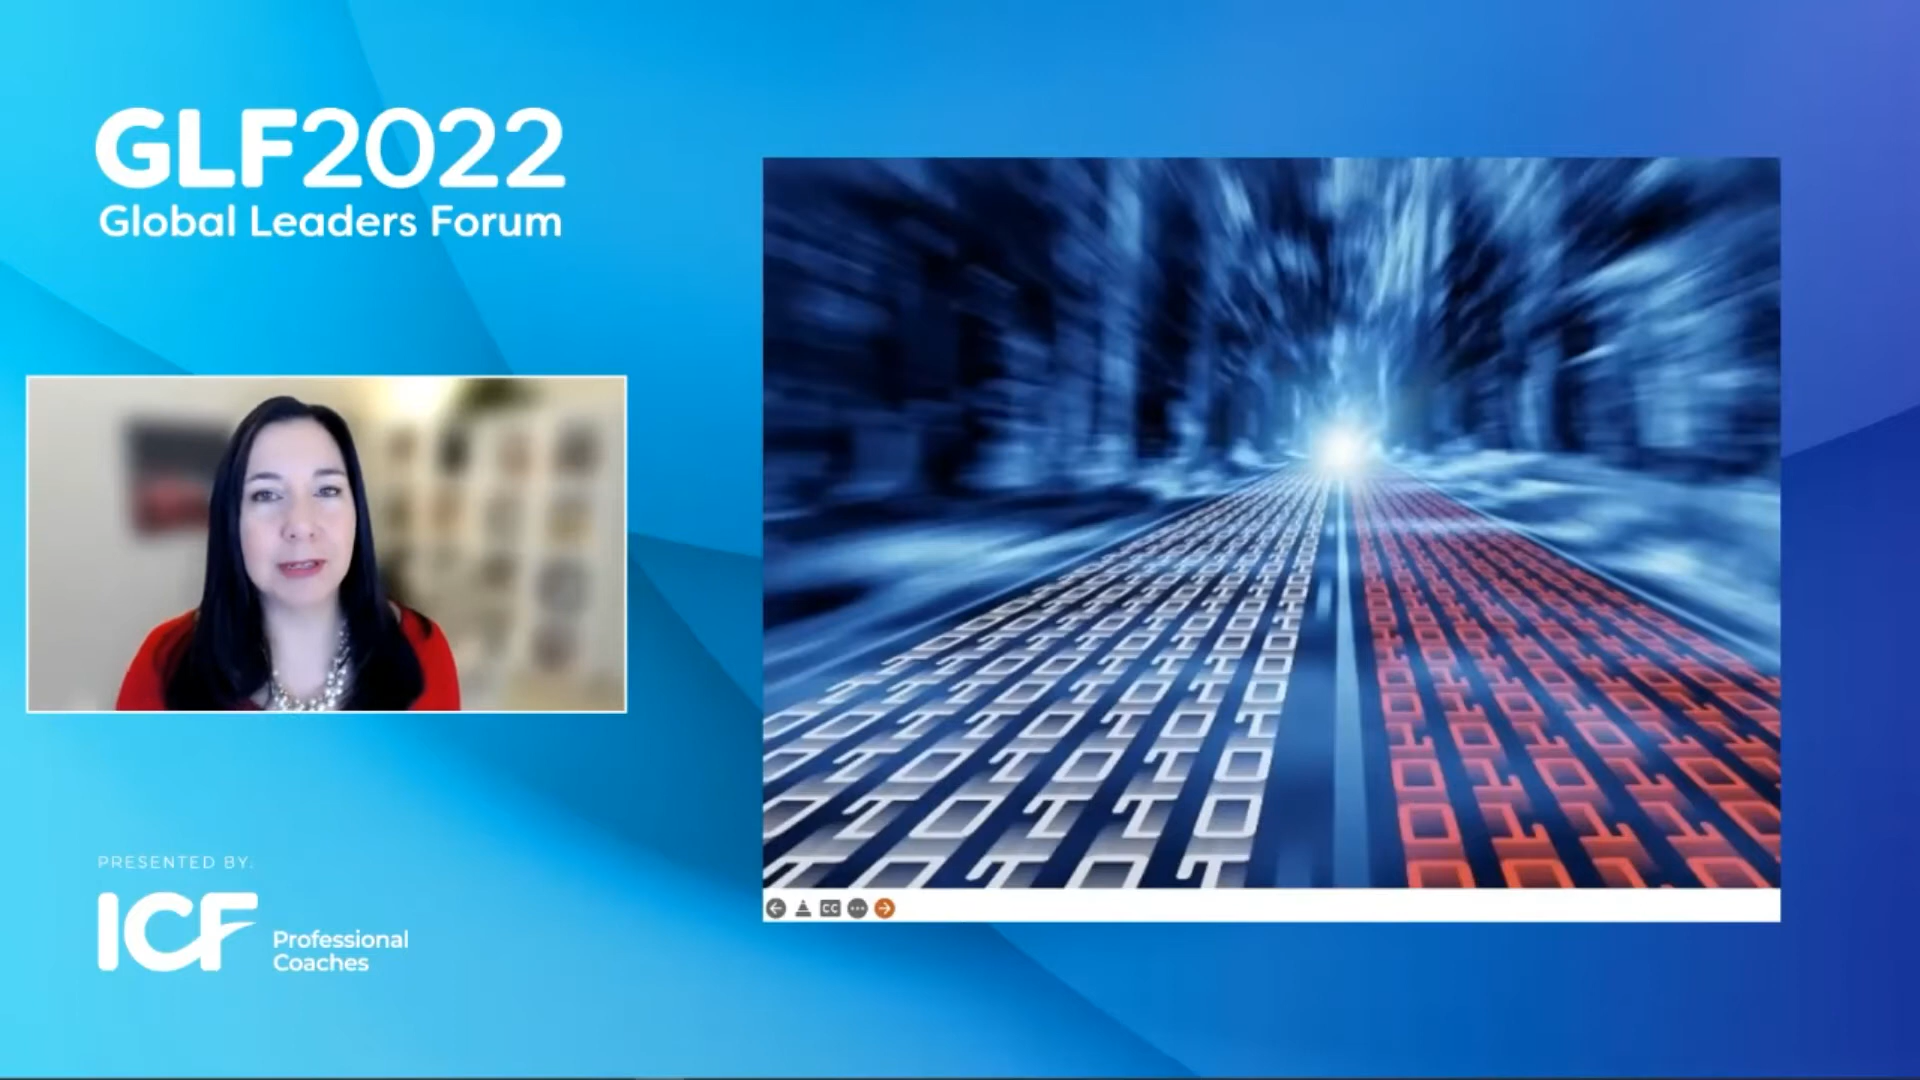 GLF2022
Global Leaders Forum
PRESENTED BY:
ICF
Professional
Coaches
CC